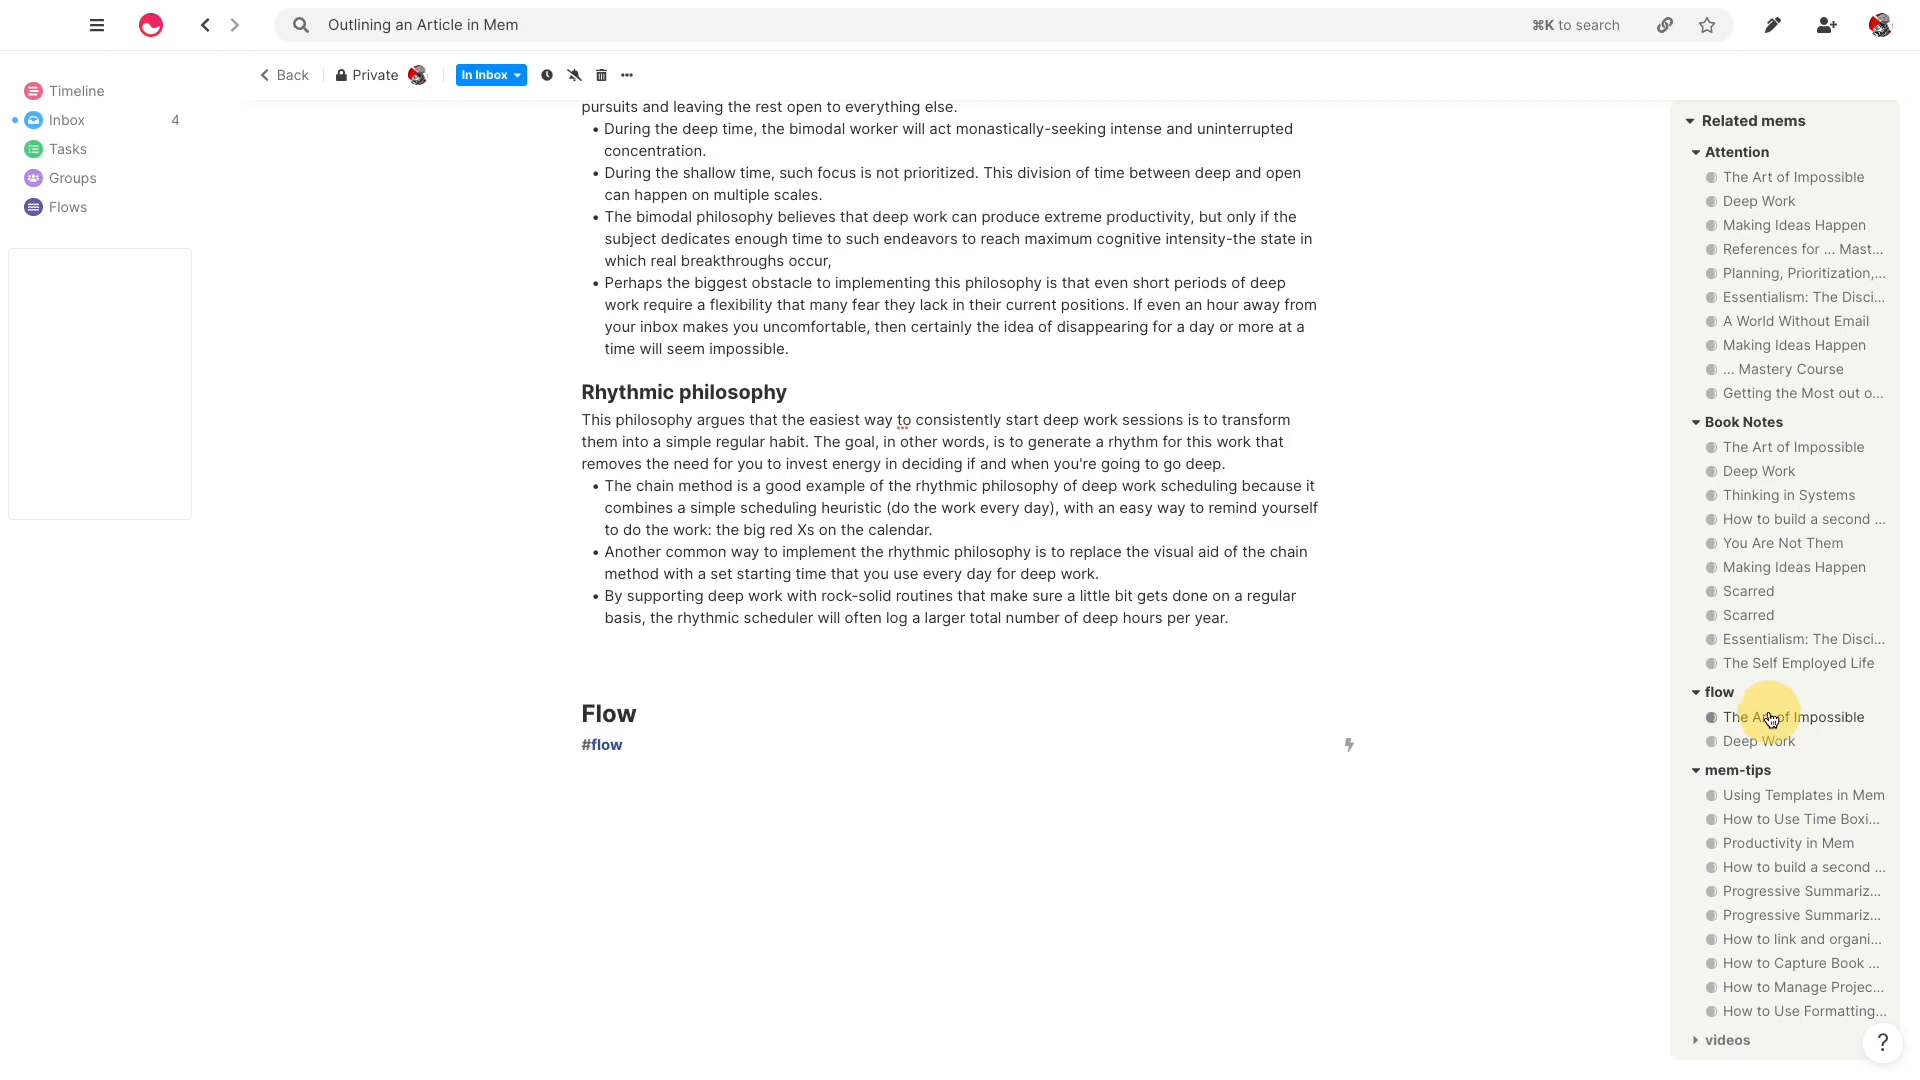 Outlining an Article in Mem
⌘K to search
Back
Private
In Inbox
Timeline
Inbox 4
Tasks
Groups
Flows
pursuits and leaving the rest open to everything else.
• During the deep time, the bimodal worker will act monastically-seeking intense and uninterrupted
concentration.
• During the shallow time, such focus is not prioritized. This division of time between deep and open
can happen on multiple scales.
• The bimodal philosophy believes that deep work can produce extreme productivity, but only if the
subject dedicates enough time to such endeavors to reach maximum cognitive intensity-the state in
which real breakthroughs occur,
• Perhaps the biggest obstacle to implementing this philosophy is that even short periods of deep
work require a flexibility that many fear they lack in their current positions. If even an hour away from
your inbox makes you uncomfortable, then certainly the idea of disappearing for a day or more at a
time will seem impossible.
Rhythmic philosophy
This philosophy argues that the easiest way to consistently start deep work sessions is to transform
them into a simple regular habit. The goal, in other words, is to generate a rhythm for this work that
removes the need for you to invest energy in deciding if and when you're going to go deep.
• The chain method is a good example of the rhythmic philosophy of deep work scheduling because it
combines a simple scheduling heuristic (do the work every day), with an easy way to remind yourself
to do the work: the big red Xs on the calendar.
• Another common way to implement the rhythmic philosophy is to replace the visual aid of the chain
method with a set starting time that you use every day for deep work.
• By supporting deep work with rock-solid routines that make sure a little bit gets done on a regular
basis, the rhythmic scheduler will often log a larger total number of deep hours per year.
Flow
#flow
Related mems
Attention
The Art of Impossible
Deep Work
Making Ideas Happen
References for ... Mast...
Planning, Prioritization,...
Essentialism: The Disci...
A World Without Email
Making Ideas Happen
... Mastery Course
Getting the Most out o...
Book Notes
The Art of Impossible
Deep Work
Thinking in Systems
How to build a second ...
You Are Not Them
Making Ideas Happen
Scarred
Scarred
Essentialism: The Disci...
The Self Employed Life
flow
The Art of Impossible
Deep Work
mem-tips
Using Templates in Mem
How to Use Time Boxi...
Productivity in Mem
How to build a second ...
Progressive Summariz...
Progressive Summariz...
How to link and organi...
How to Capture Book ...
How to Manage Projec...
How to Use Formatting...
videos
?